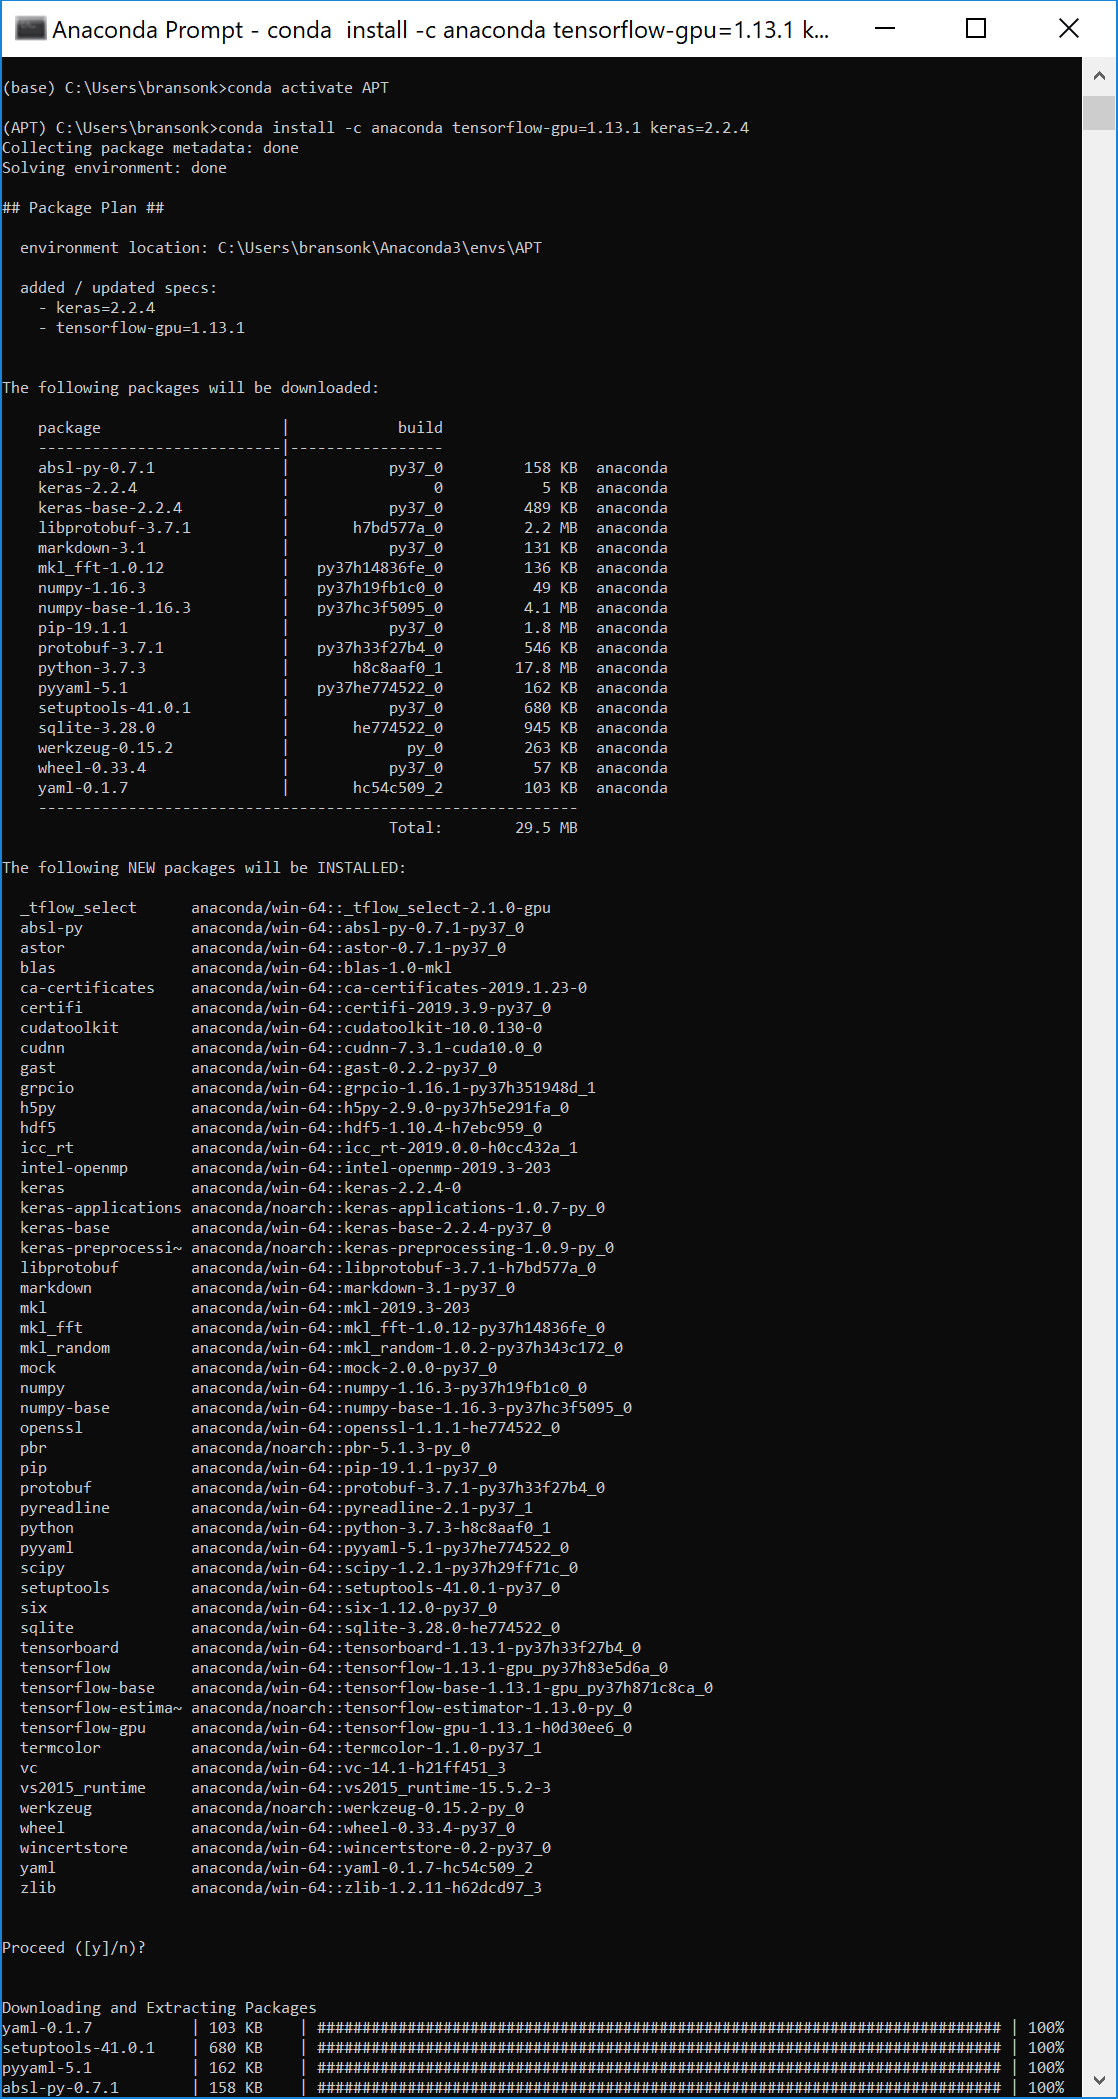 Anaconda Prompt - conda  install -c anaconda tensorflow-gpu=1.13.1 k...
(base) C:\Users\bransonk>conda activate APT
(APT) C:\Users\bransonk>conda install -c anaconda tensorflow-gpu=1.13.1 keras=2.2.4
Collecting package metadata: done
Solving environment: done
## Package Plan ##
  environment location: C:\Users\bransonk\Anaconda3\envs\APT
  added / updated specs:
    - keras=2.2.4
    - tensorflow-gpu=1.13.1
The following packages will be downloaded:
    package                    |            build
    ---------------------------|-----------------
    absl-py-0.7.1              |           py37_0         158 KB  anaconda
    keras-2.2.4                |                0           5 KB  anaconda
    keras-base-2.2.4           |           py37_0         489 KB  anaconda
    libprotobuf-3.7.1          |       h7bd577a_0         2.2 MB  anaconda
    markdown-3.1               |           py37_0         131 KB  anaconda
    mkl_fft-1.0.12             |   py37h14836fe_0         136 KB  anaconda
    numpy-1.16.3               |   py37h19fb1c0_0          49 KB  anaconda
    numpy-base-1.16.3          |   py37hc3f5095_0         4.1 MB  anaconda
    pip-19.1.1                 |           py37_0         1.8 MB  anaconda
    protobuf-3.7.1             |   py37h33f27b4_0         546 KB  anaconda
    python-3.7.3               |       h8c8aaf0_1        17.8 MB  anaconda
    pyyaml-5.1                 |   py37he774522_0         162 KB  anaconda
    setuptools-41.0.1          |           py37_0         680 KB  anaconda
    sqlite-3.28.0              |       he774522_0         945 KB  anaconda
    werkzeug-0.15.2            |             py_0         263 KB  anaconda
    wheel-0.33.4               |           py37_0          57 KB  anaconda
    yaml-0.1.7                 |       hc54c509_2         103 KB  anaconda
    ------------------------------------------------------------
                                           Total:        29.5 MB
The following NEW packages will be INSTALLED:
  _tflow_select      anaconda/win-64::_tflow_select-2.1.0-gpu
  absl-py            anaconda/win-64::absl-py-0.7.1-py37_0
  astor              anaconda/win-64::astor-0.7.1-py37_0
  blas               anaconda/win-64::blas-1.0-mkl
  ca-certificates    anaconda/win-64::ca-certificates-2019.1.23-0
  certifi            anaconda/win-64::certifi-2019.3.9-py37_0
  cudatoolkit        anaconda/win-64::cudatoolkit-10.0.130-0
  cudnn              anaconda/win-64::cudnn-7.3.1-cuda10.0_0
  gast               anaconda/win-64::gast-0.2.2-py37_0
  grpcio             anaconda/win-64::grpcio-1.16.1-py37h351948d_1
  h5py               anaconda/win-64::h5py-2.9.0-py37h5e291fa_0
  hdf5               anaconda/win-64::hdf5-1.10.4-h7ebc959_0
  icc_rt             anaconda/win-64::icc_rt-2019.0.0-h0cc432a_1
  intel-openmp       anaconda/win-64::intel-openmp-2019.3-203
  keras              anaconda/win-64::keras-2.2.4-0
  keras-applications anaconda/noarch::keras-applications-1.0.7-py_0
  keras-base         anaconda/win-64::keras-base-2.2.4-py37_0
  keras-preprocessi~ anaconda/noarch::keras-preprocessing-1.0.9-py_0
  libprotobuf        anaconda/win-64::libprotobuf-3.7.1-h7bd577a_0
  markdown           anaconda/win-64::markdown-3.1-py37_0
  mkl                anaconda/win-64::mkl-2019.3-203
  mkl_fft            anaconda/win-64::mkl_fft-1.0.12-py37h14836fe_0
  mkl_random         anaconda/win-64::mkl_random-1.0.2-py37h343c172_0
  mock               anaconda/win-64::mock-2.0.0-py37_0
  numpy              anaconda/win-64::numpy-1.16.3-py37h19fb1c0_0
  numpy-base         anaconda/win-64::numpy-base-1.16.3-py37hc3f5095_0
  openssl            anaconda/win-64::openssl-1.1.1-he774522_0
  pbr                anaconda/noarch::pbr-5.1.3-py_0
  pip                anaconda/win-64::pip-19.1.1-py37_0
  protobuf           anaconda/win-64::protobuf-3.7.1-py37h33f27b4_0
  pyreadline         anaconda/win-64::pyreadline-2.1-py37_1
  python             anaconda/win-64::python-3.7.3-h8c8aaf0_1
  pyyaml             anaconda/win-64::pyyaml-5.1-py37he774522_0
  scipy              anaconda/win-64::scipy-1.2.1-py37h29ff71c_0
  setuptools         anaconda/win-64::setuptools-41.0.1-py37_0
  six                anaconda/win-64::six-1.12.0-py37_0
  sqlite             anaconda/win-64::sqlite-3.28.0-he774522_0
  tensorboard        anaconda/win-64::tensorboard-1.13.1-py37h33f27b4_0
  tensorflow         anaconda/win-64::tensorflow-1.13.1-gpu_py37h83e5d6a_0
  tensorflow-base    anaconda/win-64::tensorflow-base-1.13.1-gpu_py37h871c8ca_0
  tensorflow-estima~ anaconda/noarch::tensorflow-estimator-1.13.0-py_0
  tensorflow-gpu     anaconda/win-64::tensorflow-gpu-1.13.1-h0d30ee6_0
  termcolor          anaconda/win-64::termcolor-1.1.0-py37_1
  vc                 anaconda/win-64::vc-14.1-h21ff451_3
  vs2015_runtime     anaconda/win-64::vs2015_runtime-15.5.2-3
  werkzeug           anaconda/noarch::werkzeug-0.15.2-py_0
  wheel              anaconda/win-64::wheel-0.33.4-py37_0
  wincertstore       anaconda/win-64::wincertstore-0.2-py37_0
  yaml               anaconda/win-64::yaml-0.1.7-hc54c509_2
  zlib               anaconda/win-64::zlib-1.2.11-h62dcd97_3
Proceed ([y]/n)?
Downloading and Extracting Packages
yaml-0.1.7           | 103 KB    | ############################################################################ | 100%
setuptools-41.0.1    | 680 KB    | ############################################################################ | 100%
pyyaml-5.1           | 162 KB    | ############################################################################ | 100%
absl-py-0.7.1        | 158 KB    | ############################################################################ | 100%